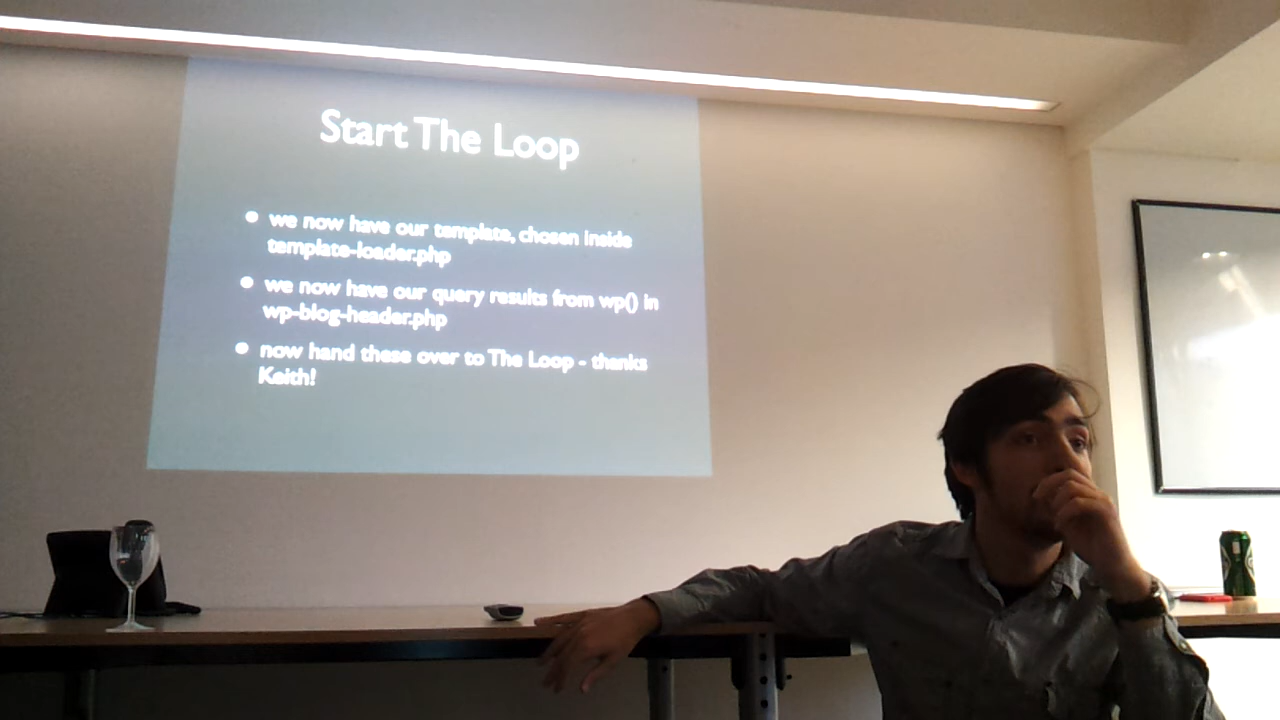 Start The Loop
we now have our template, chosen inside
template-loader.php
we now have our query results from wp() in
wp-blog-header.php
now hand these over to The Loop - thanks
Keith!